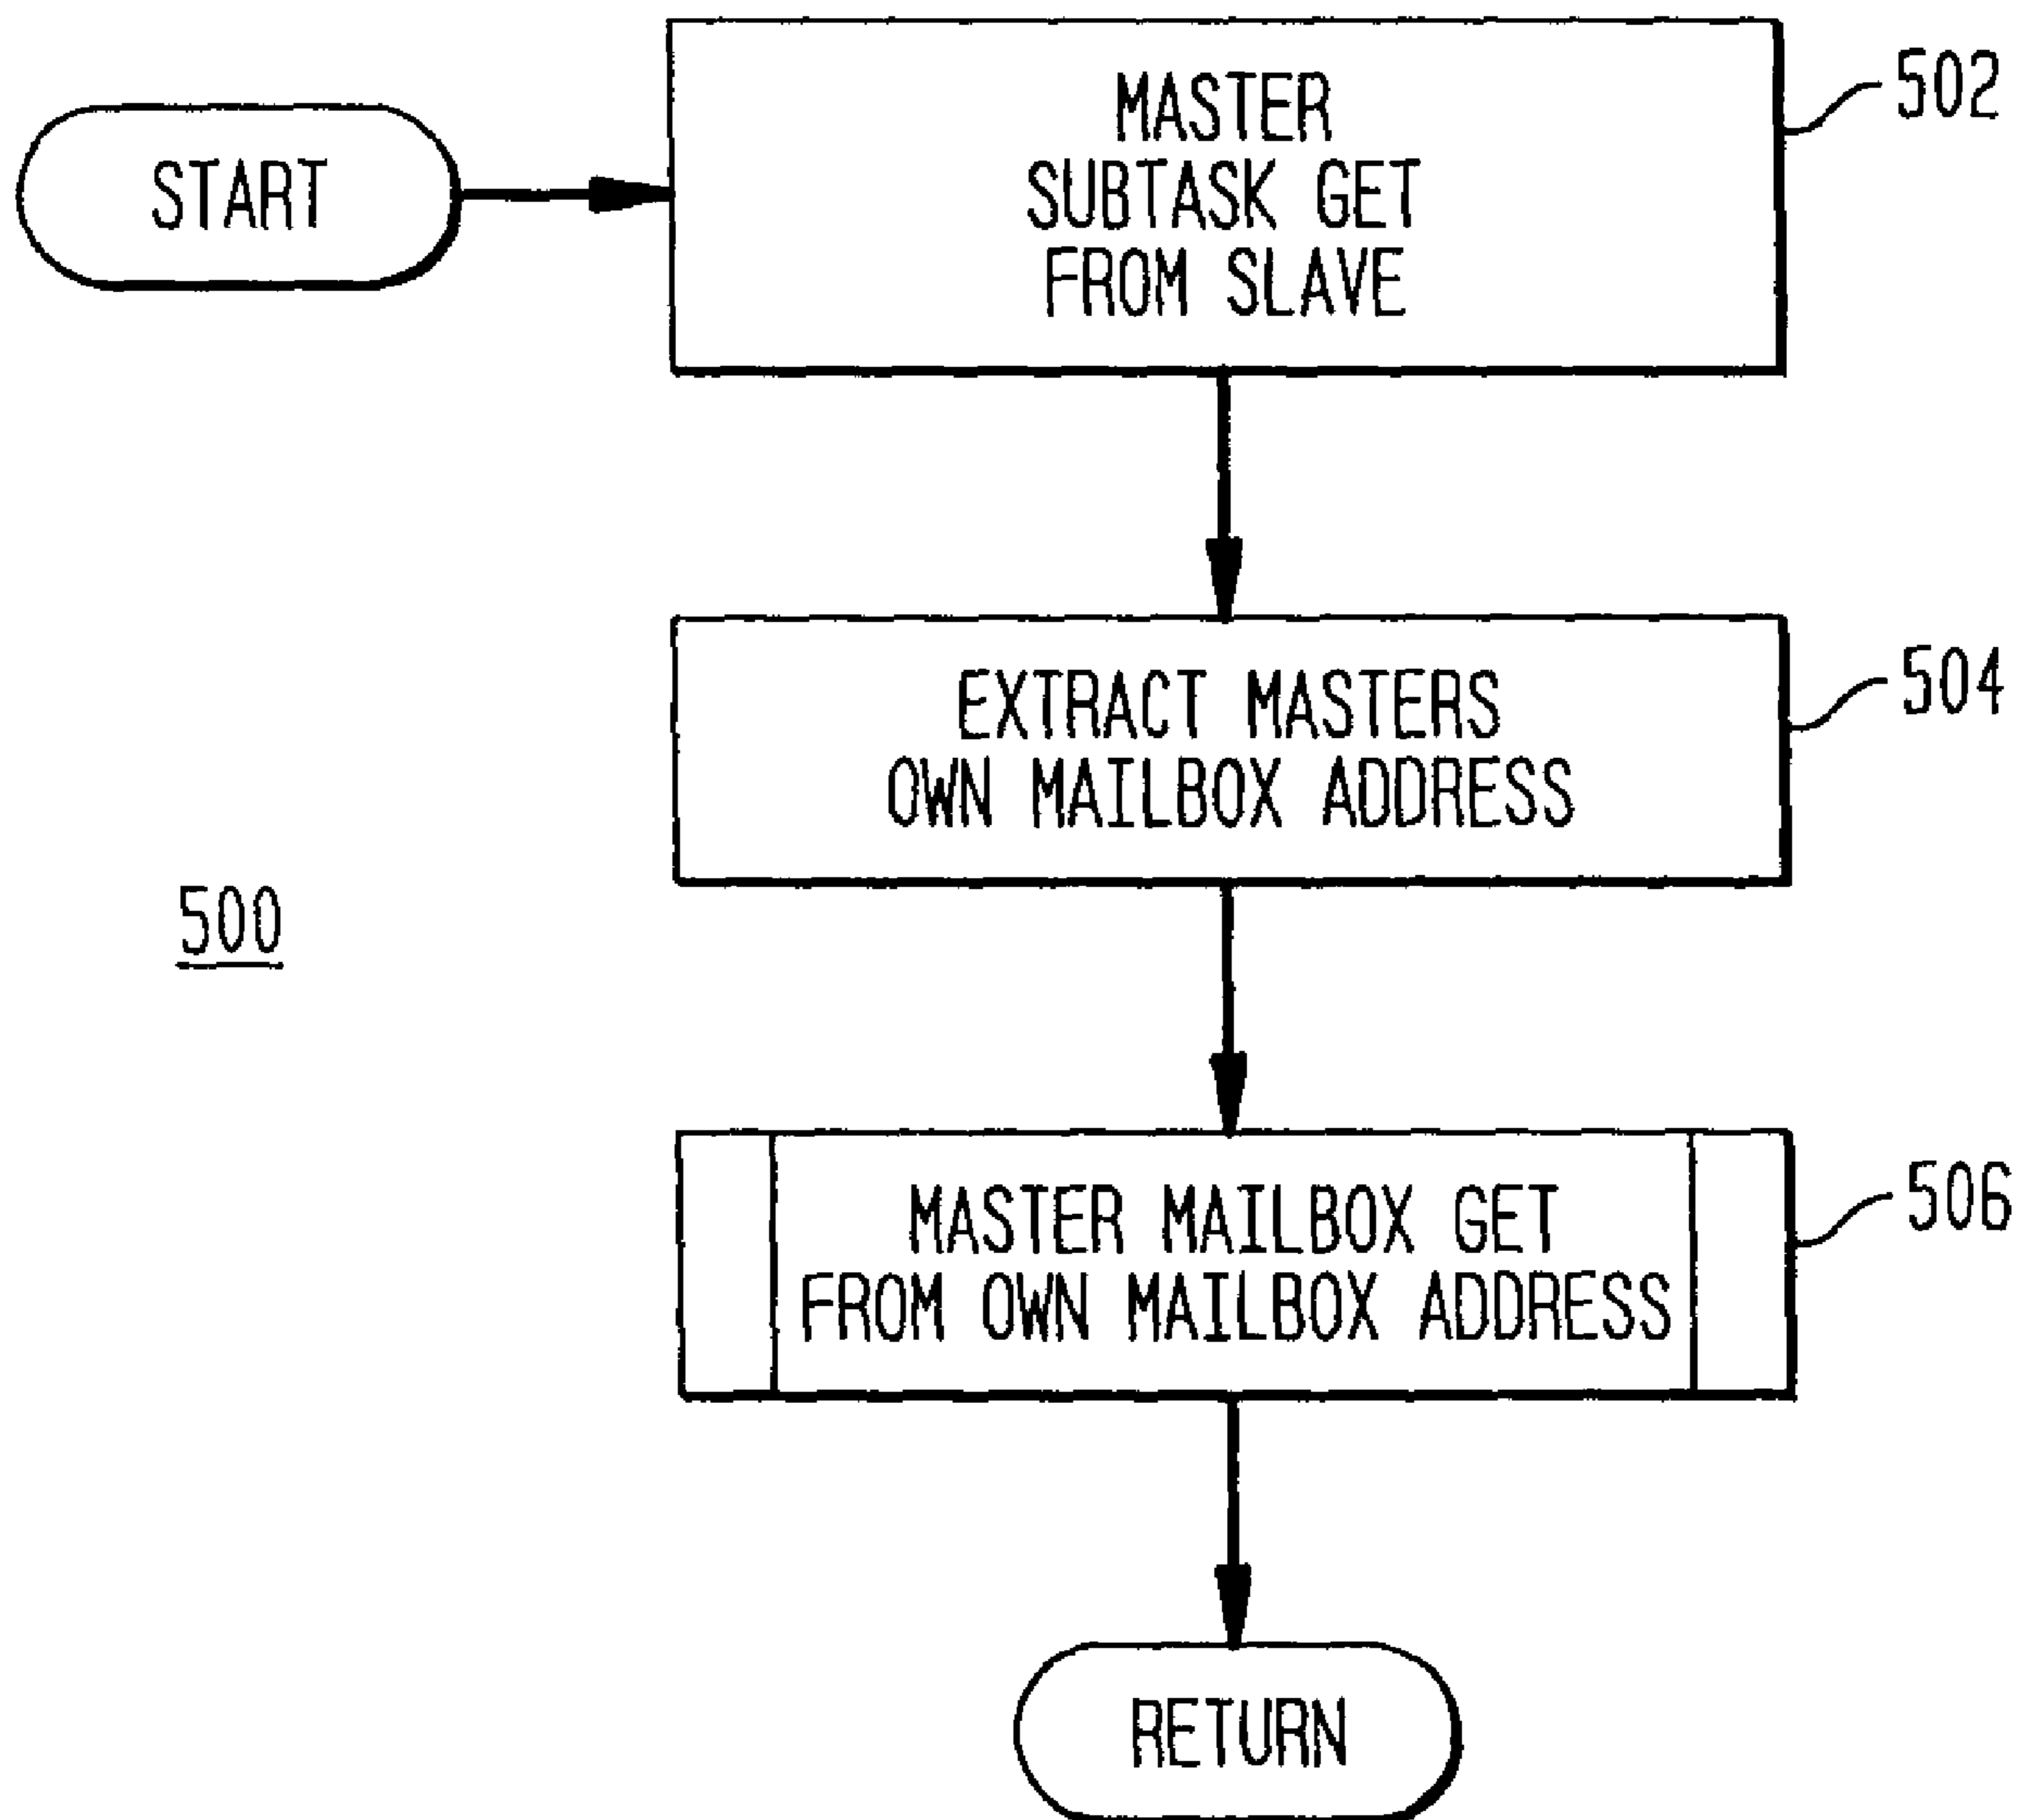 START
MASTER
SUBTASK GET
FROM SLAVE
502
EXTRACT MASTERS
OWN MAILBOX ADDRESS
504
500
MASTER MAILBOX GET
FROM OWN MAILBOX ADDRESS
506
RETURN